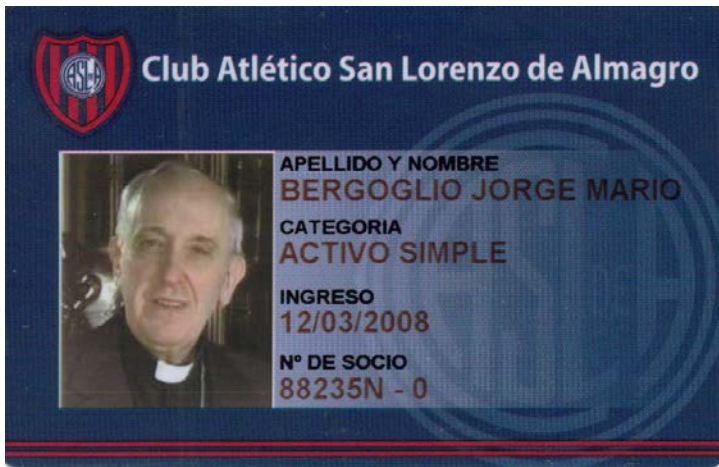 CASLA
Club Atlético San Lorenzo de Almagro
APELLIDO Y NOMBRE
BERGOGLIO JORGE MARIO
CATEGORIA
ACTIVO SIMPLE
INGRESO
12/03/2008
Nº DE SOCIO
88235N - 0
CASLA